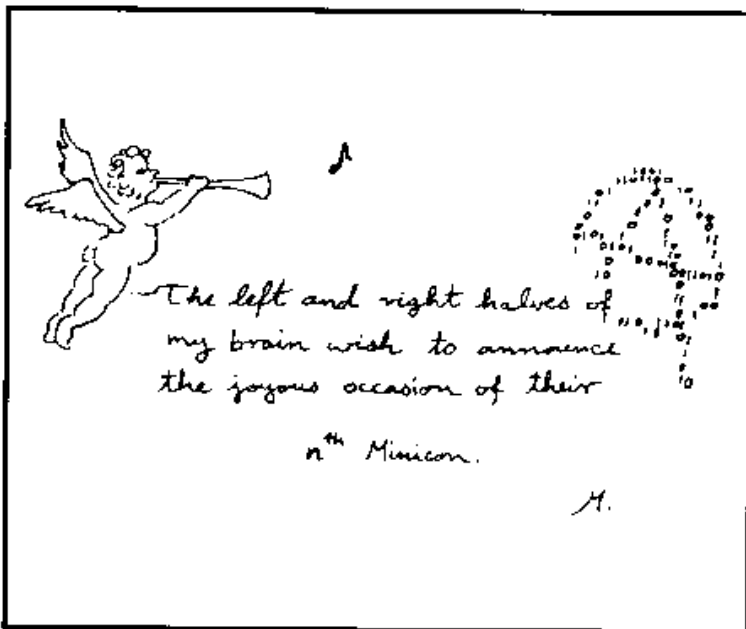 The left and right halves of
my brain wish to announce
the joyous occasion of their
nth Minicon.
M.